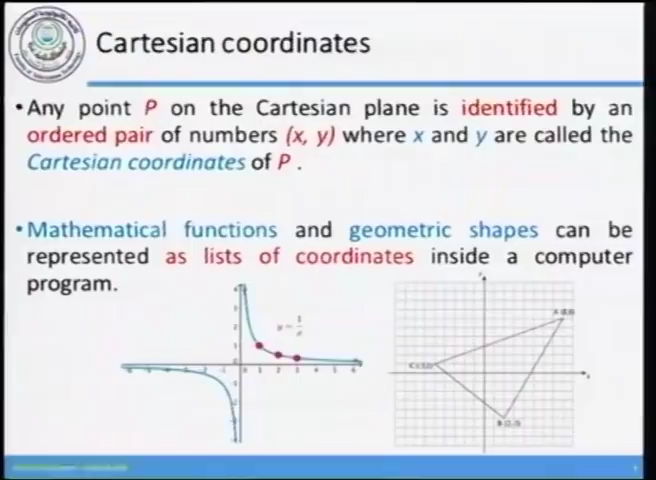 Cartesian coordinates
•Any point P on the Cartesian plane is identified by an
ordered pair of numbers (x, y) where x and y are called the
Cartesian coordinates of P .
•Mathematical functions and geometric shapes can be
represented as lists of coordinates inside a computer
program.